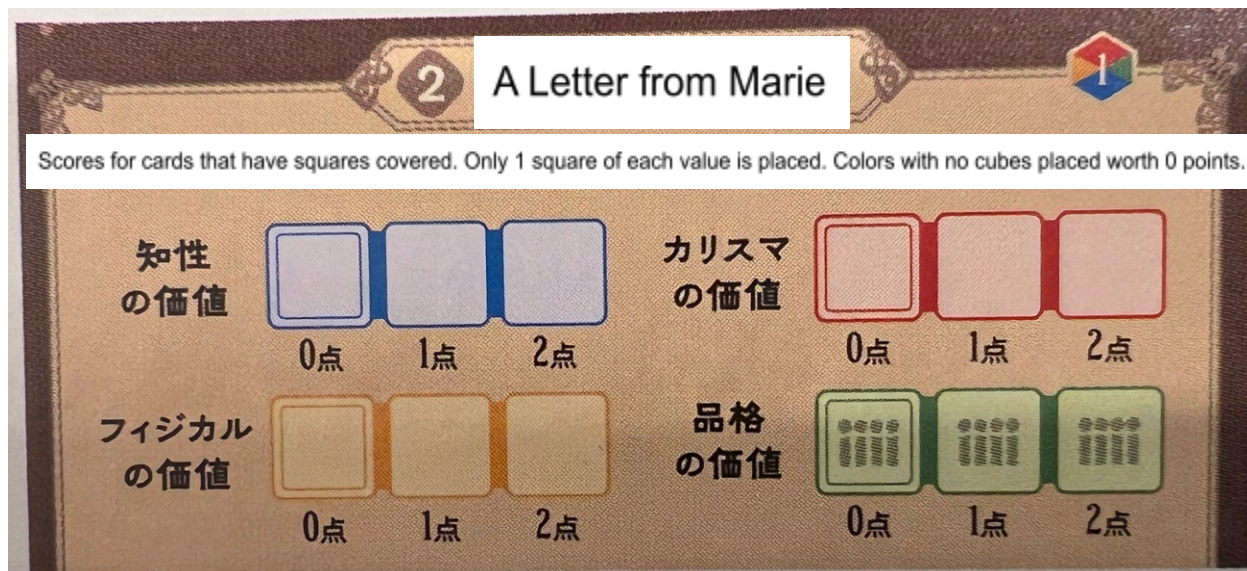 2
A Letter from Marie
1
Scores for cards that have squares covered. Only 1 square of each value is placed. Colors with no cubes placed worth 0 points.
知性
の価値
0点 1点 2点
カリスマ
の価値
0点 1点 2点
フィジカル
の価値
0点 1点 2点
品格
の価値
0点 1点 2点